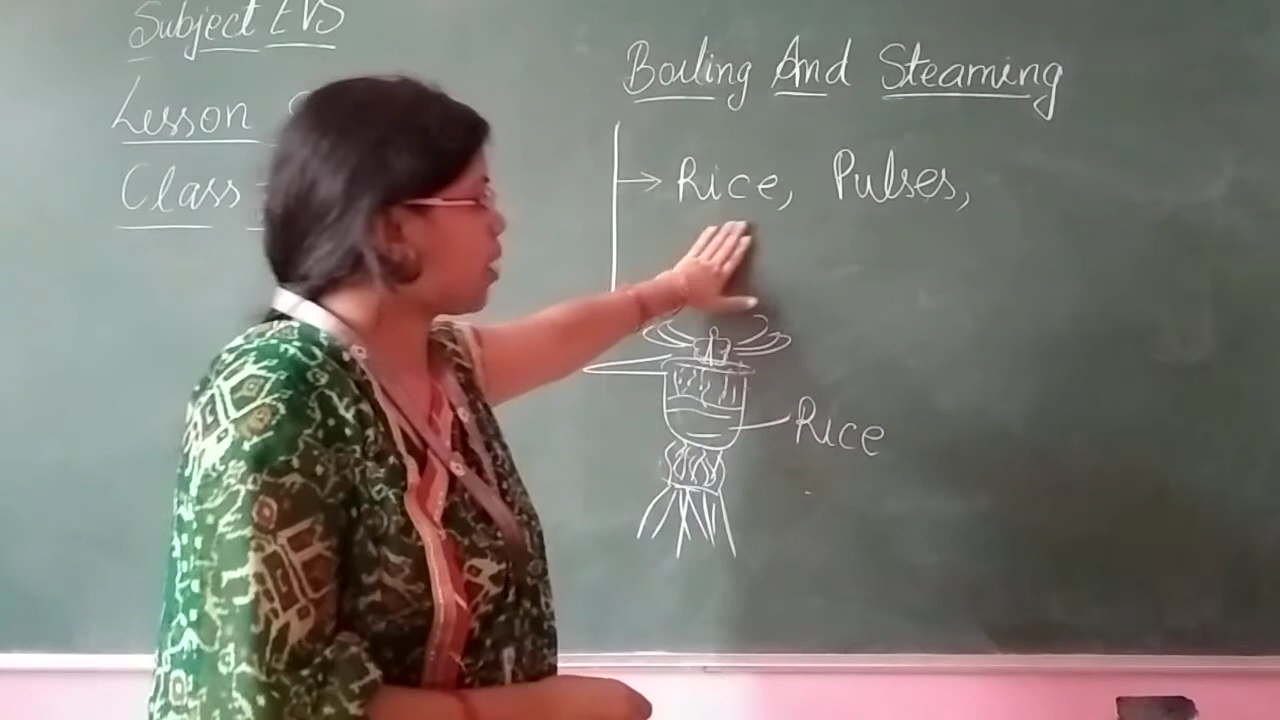 Subject EVS
Lesson
Class
Boiling And Steaming
Rice, Pulses,
Rice